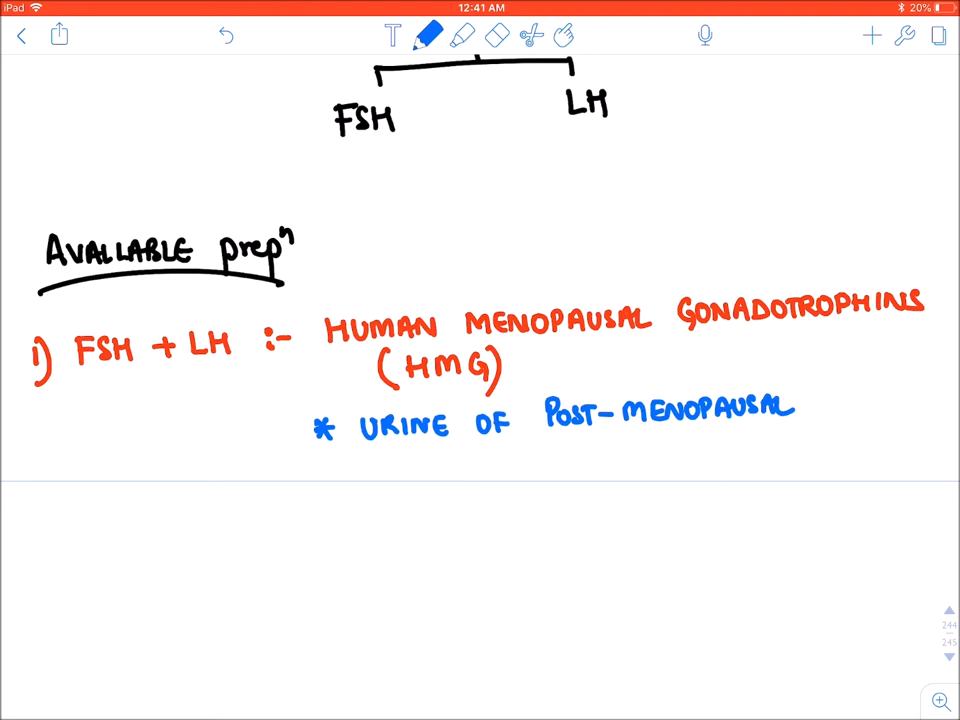 iPad 12:41 AM 20%
T
FSH LH
AVAILABLE prepⁿ
1) FSH + LH :- HUMAN MENOPAUSAL GONADOTROPHINS
(HMG)
* URINE OF POST-MENOPAUSAL
244
245